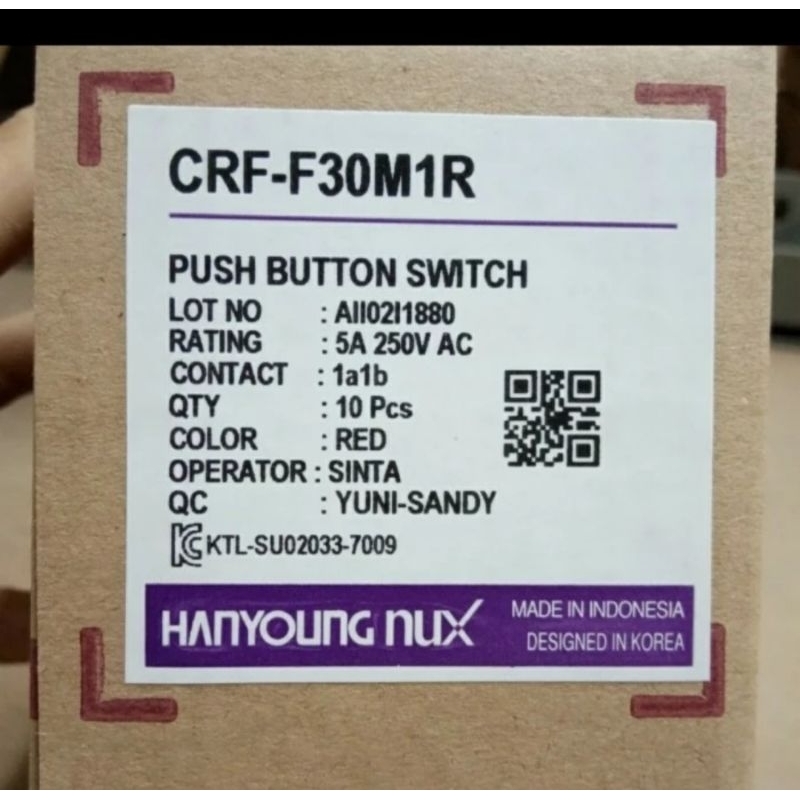 CRF-F30M1R
PUSH BUTTON SWITCH
LOT NO : AII02I1880
RATING : 5A 250V AC
CONTACT : 1a1b
QTY : 10 Pcs
COLOR : RED
OPERATOR : SINTA
QC : YUNI-SANDY
KC KTL-SU02033-7009
HANYOUNG nux
MADE IN INDONESIA
DESIGNED IN KOREA